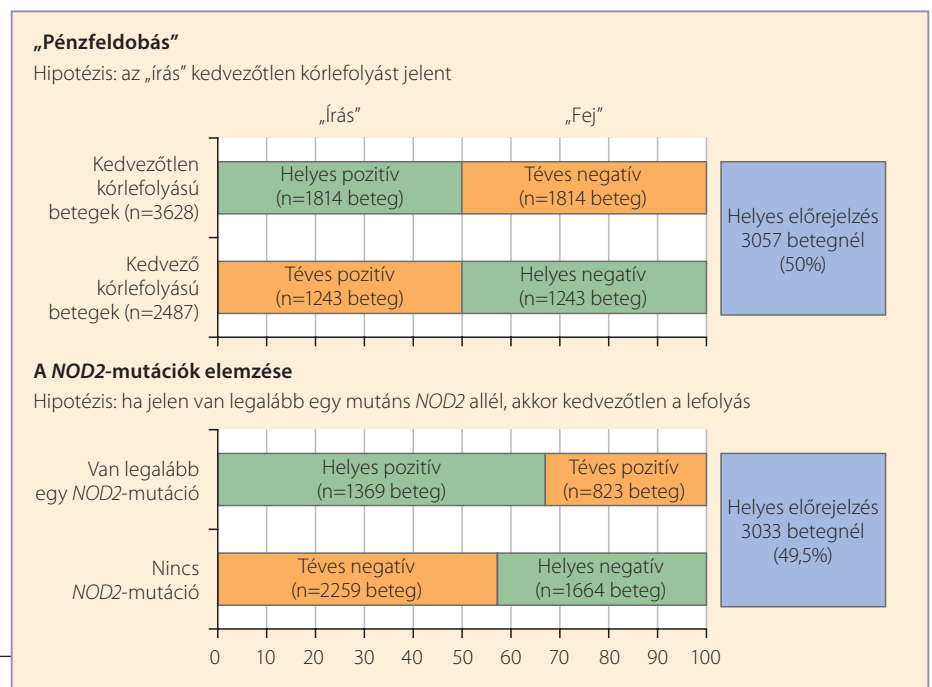 „Pénzfeldobás”
Hipotézis: az „írás” kedvezőtlen kórlefolyást jelent
„Írás”
„Fej”
Kedvezőtlen
kórlefolyású
betegek (n=3628)
Helyes pozitív
(n=1814 beteg)
Téves negatív
(n=1814 beteg)
Kedvező
kórlefolyású
betegek (n=2487)
Téves pozitív
(n=1243 beteg)
Helyes negatív
(n=1243 beteg)
Helyes előrejelzés
3057 betegnél
(50%)
A NOD2-mutációk elemzése
Hipotézis: ha jelen van legalább egy mutáns NOD2 allél, akkor kedvezőtlen a lefolyás
Van legalább
egy NOD2-mutáció
Helyes pozitív
(n=1369 beteg)
Téves pozitív
(n=823 beteg)
Nincs
NOD2-mutáció
Téves negatív
(n=2259 beteg)
Helyes negatív
(n=1664 beteg)
Helyes előrejelzés
3033 betegnél
(49,5%)
0 10 20 30 40 50 60 70 80 90 100